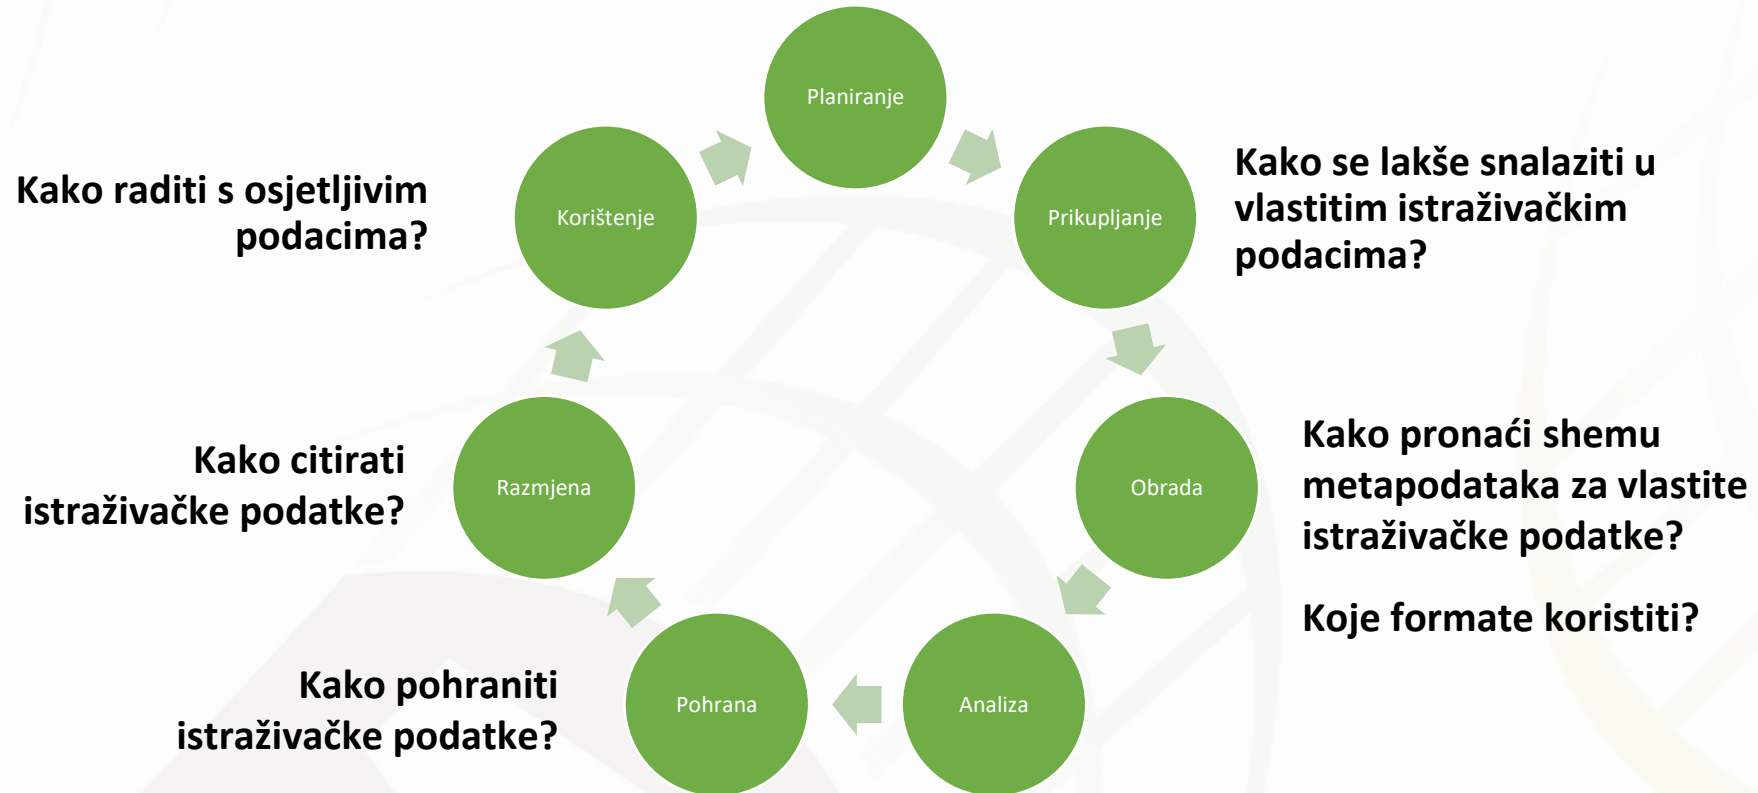 Planiranje
Kako raditi s osjetljivim
podacima?
Korištenje
Prikupljanje
Kako se lakše snalaziti u
vlastitim istraživačkim
podacima?
Kako citirati
istraživačke podatke?
Razmjena
Obrada
Kako pronaći shemu
metapodataka za vlastite
istraživačke podatke?
Koje formate koristiti?
Kako pohraniti
istraživačke podatke?
Pohrana
Analiza